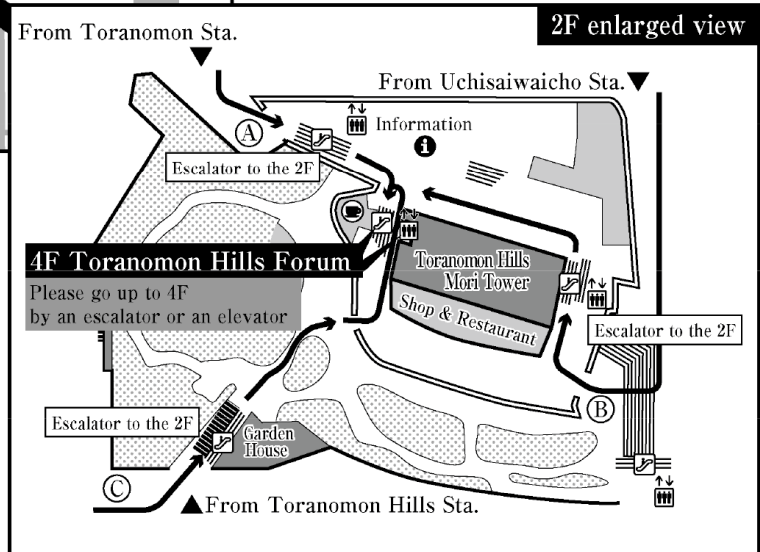 2F enlarged view
From Toranomon Sta.
From Uchisaiwaicho Sta.
A
Information
i
Escalator to the 2F
4F Toranomon Hills Forum
Please go up to 4F
by an escalator or an elevator
Toranomon Hills
Mori Tower
Shop & Restaurant
Escalator to the 2F
B
Escalator to the 2F
Garden
House
C
From Toranomon Hills Sta.